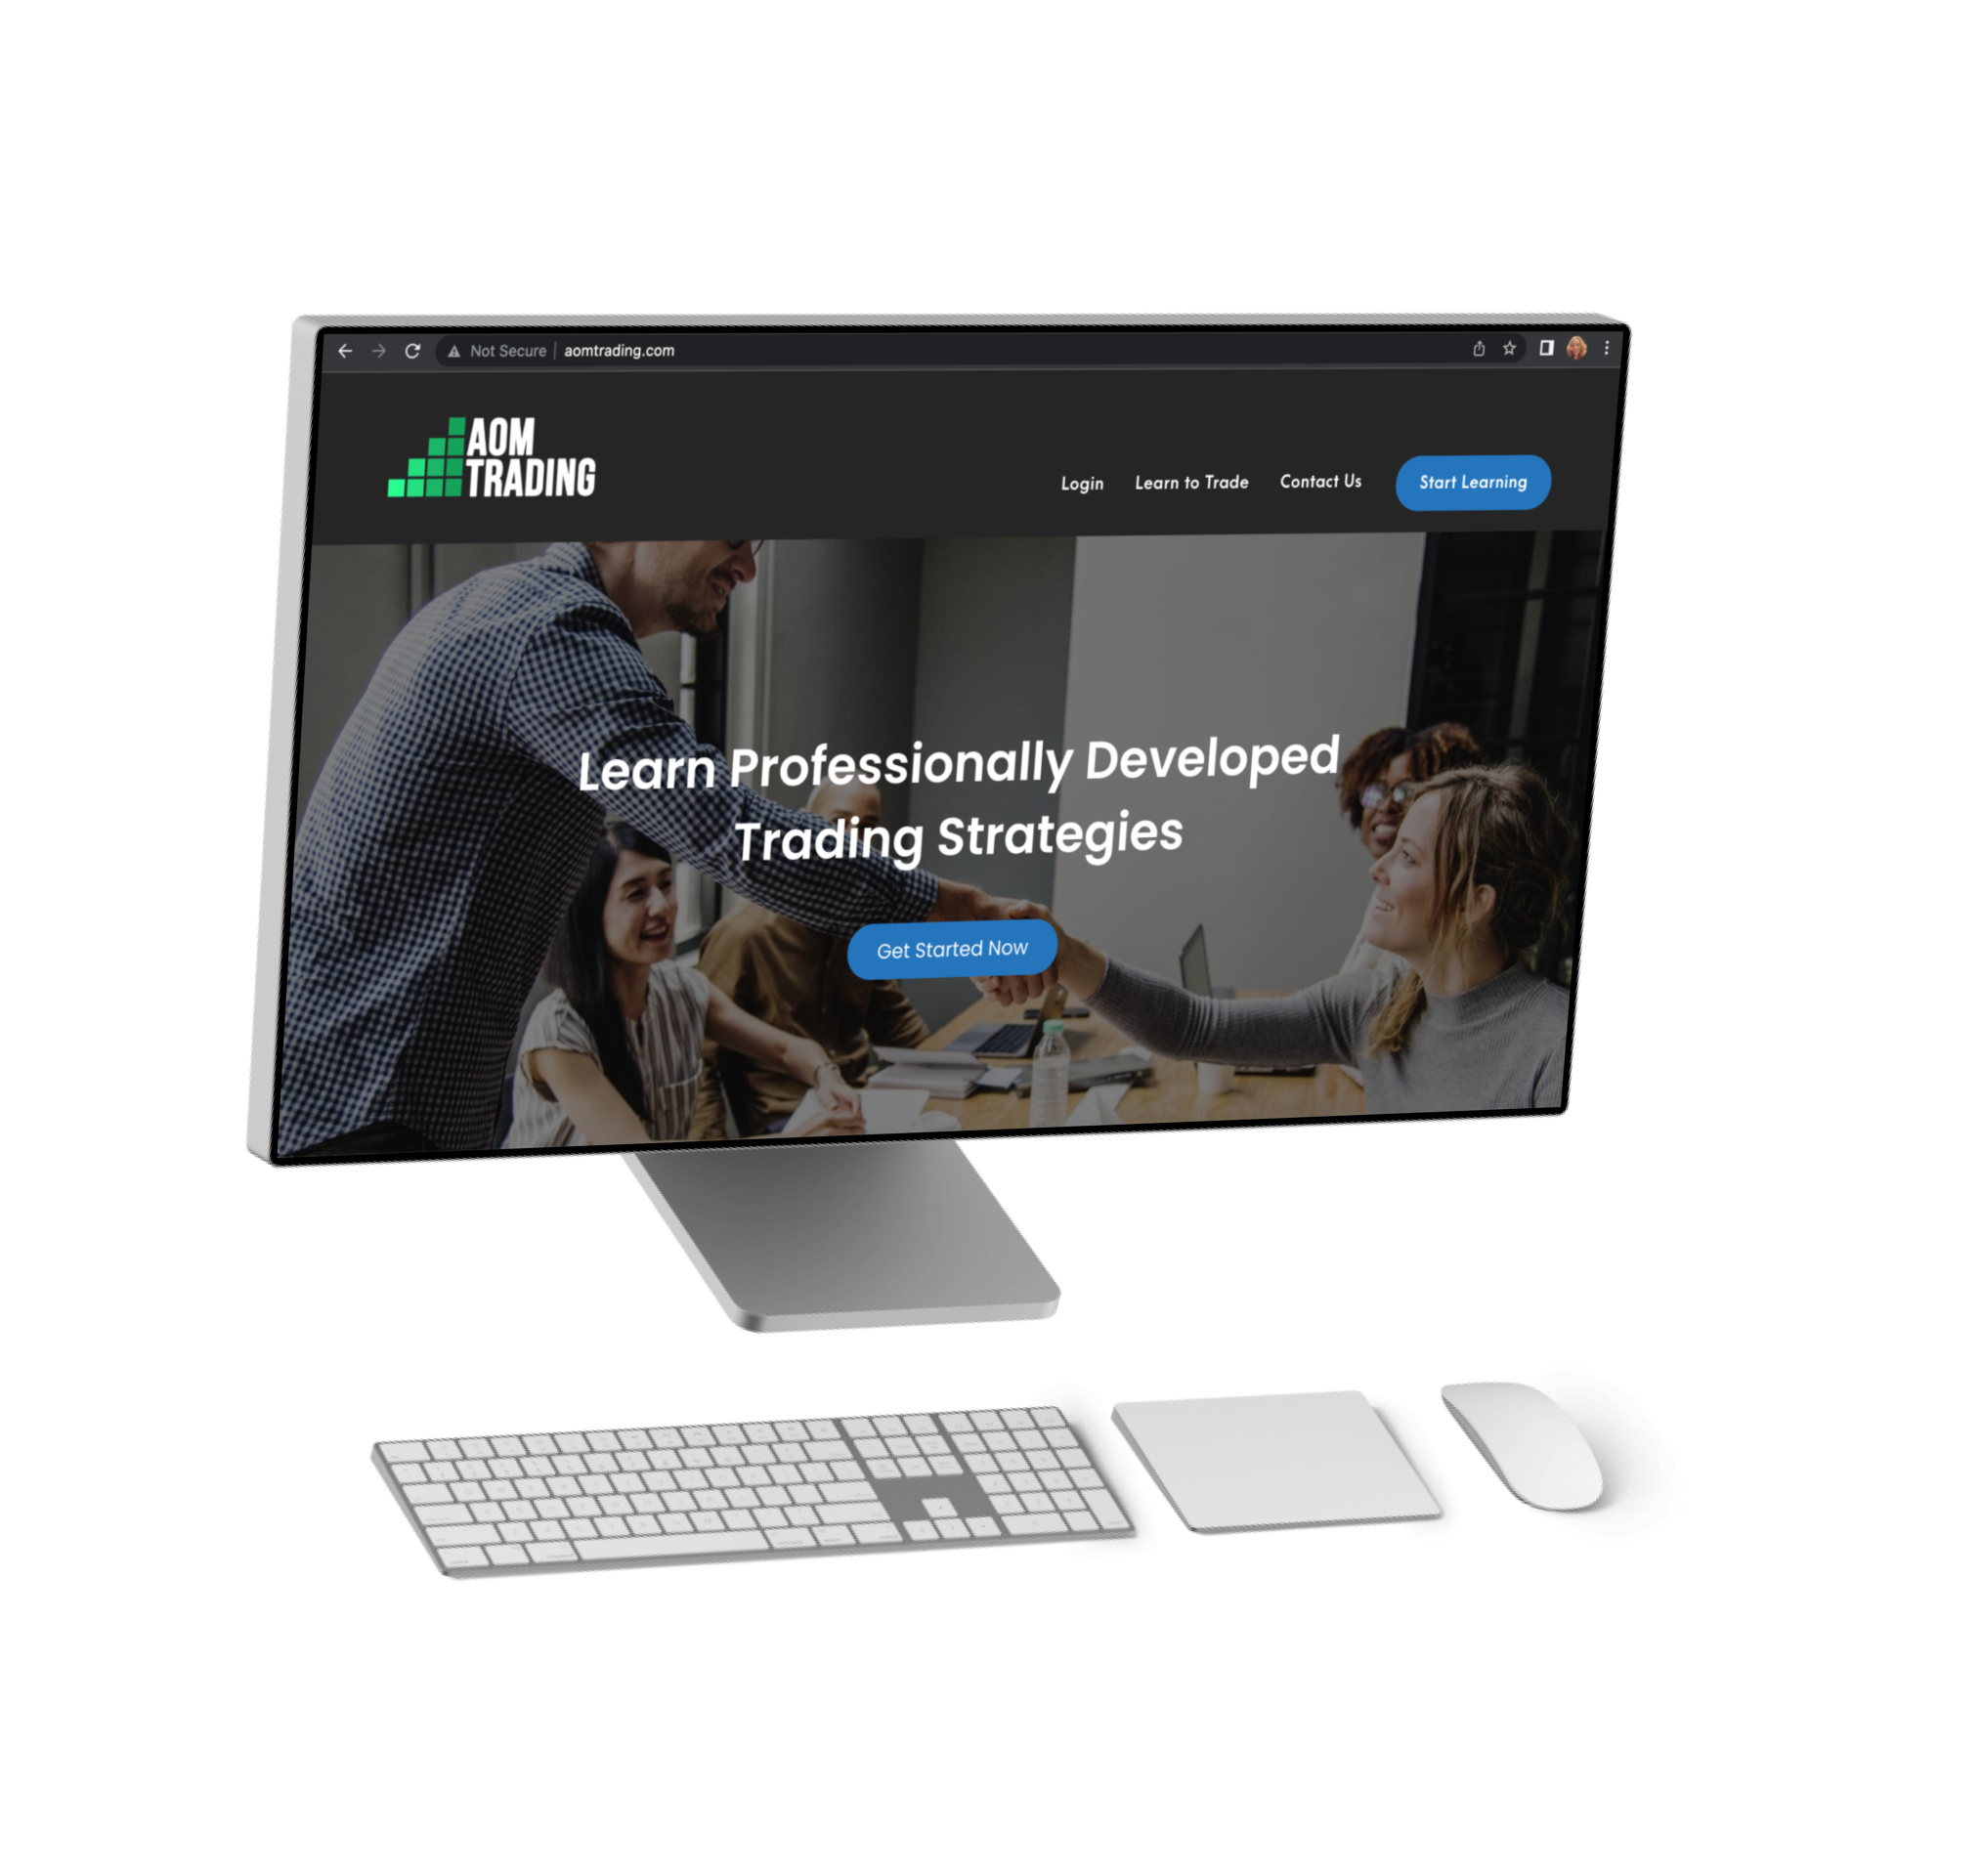 Not Secure | aomtrading.com
AOM
TRADING
Login Learn to Trade Contact Us Start Learning
Learn Professionally Developed
Trading Strategies
Get Started Now